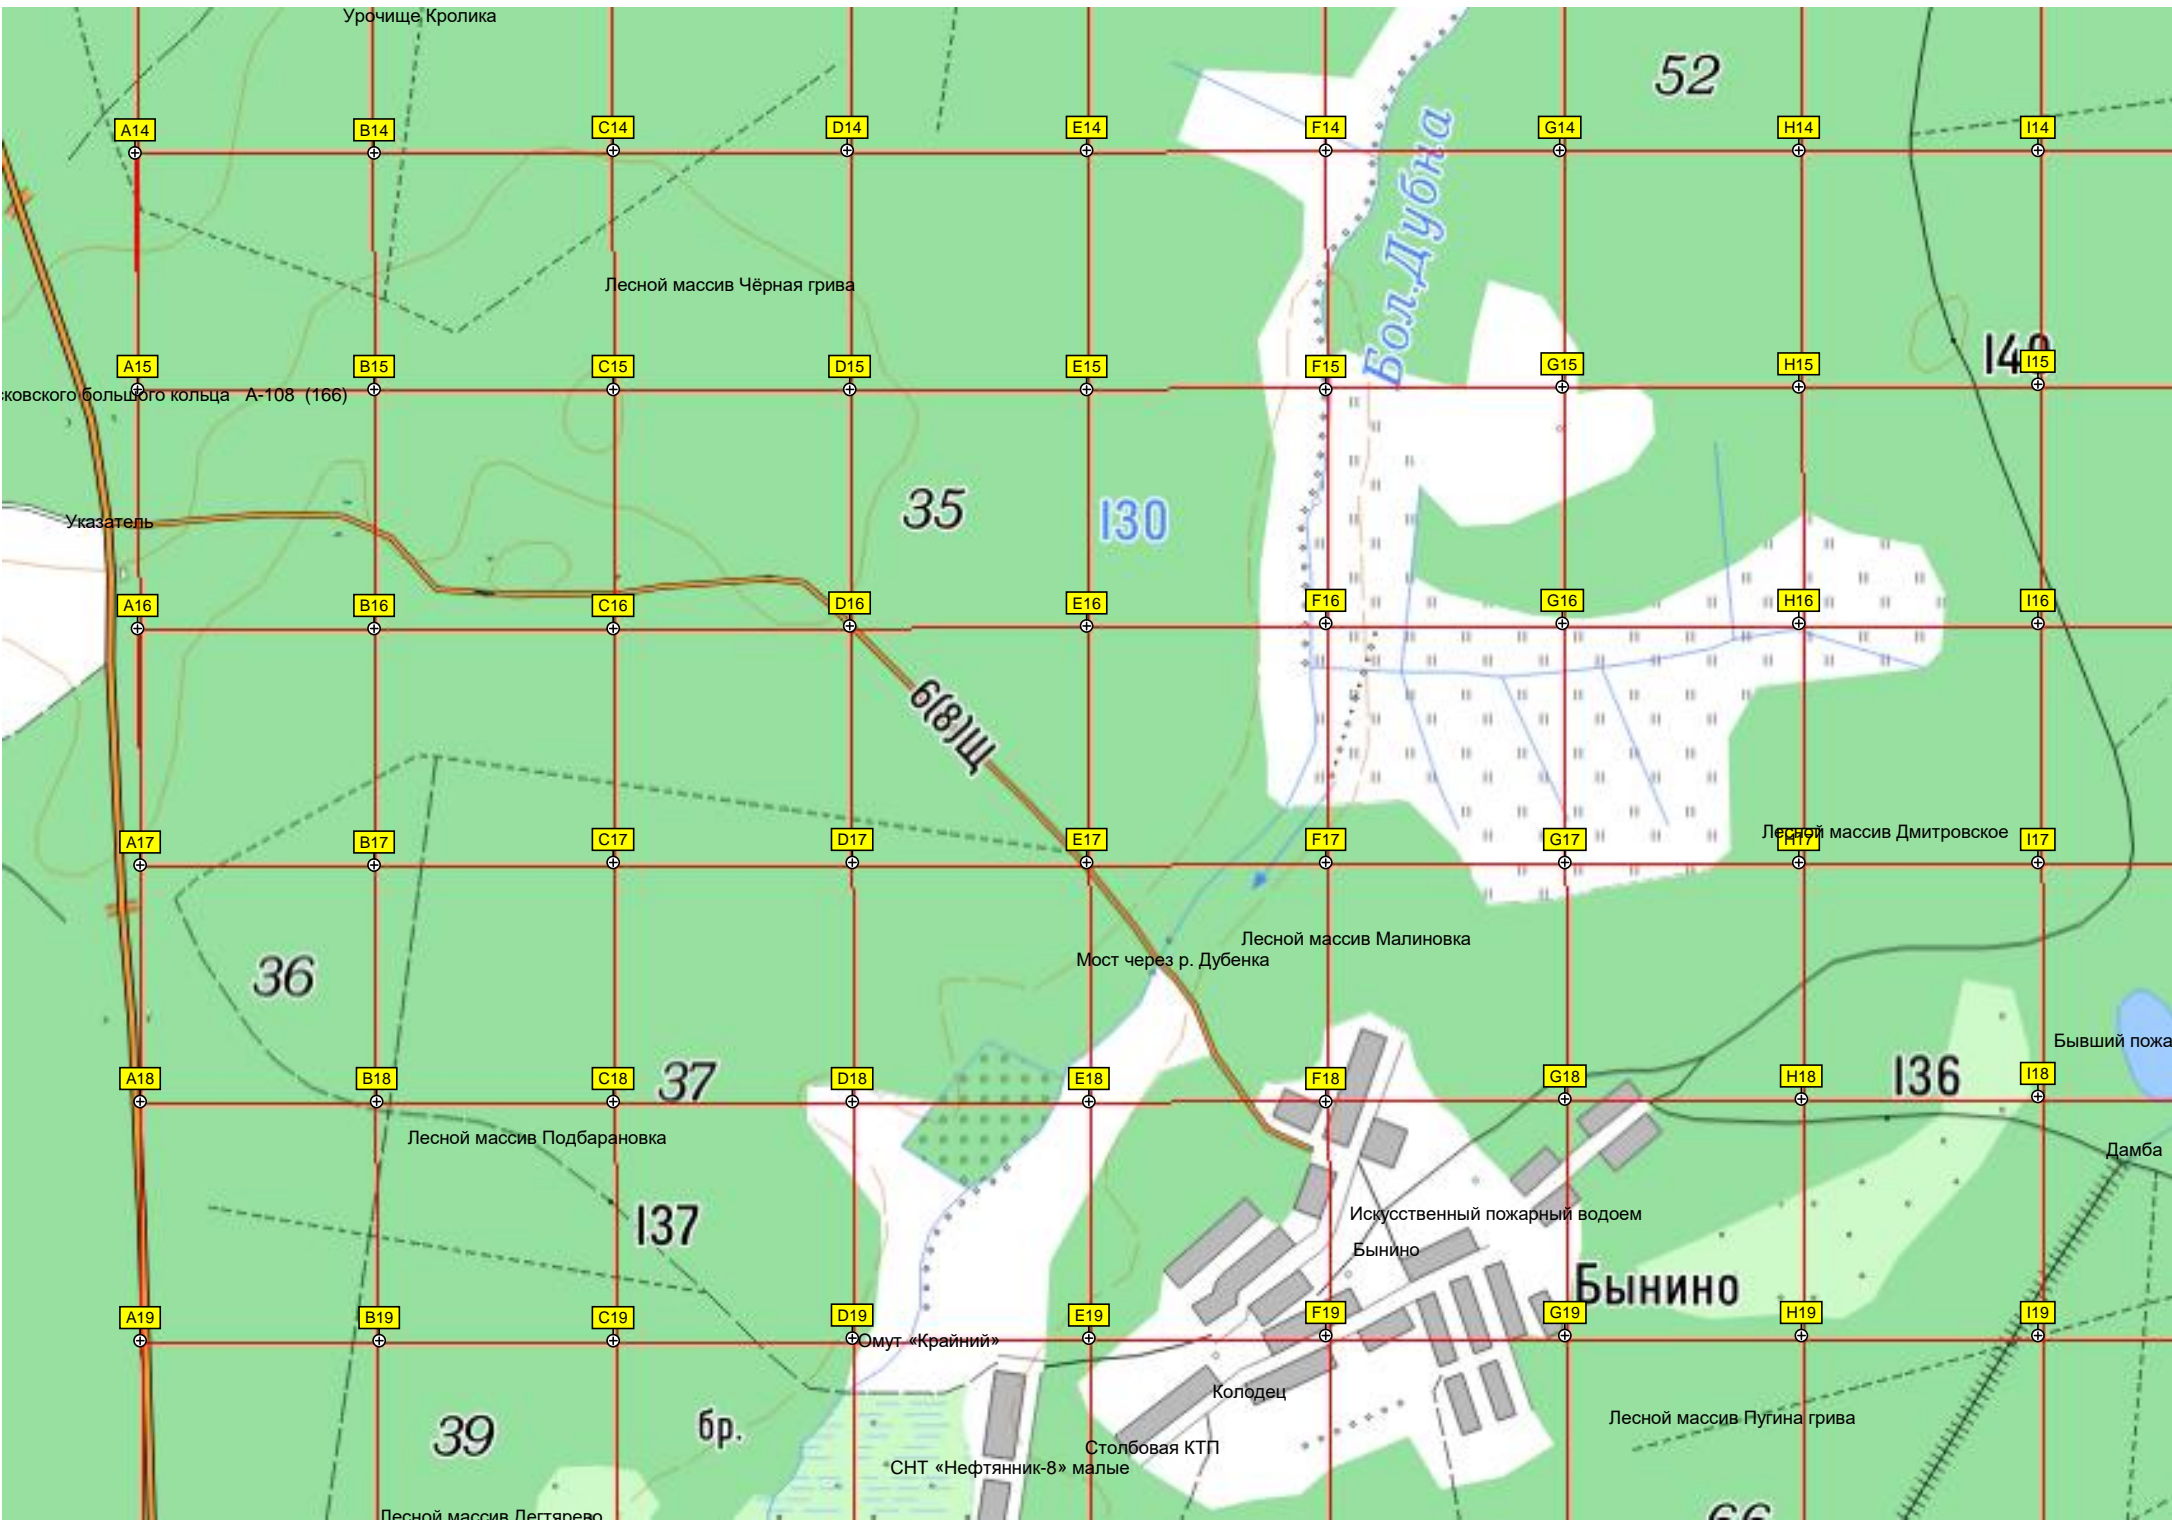 Урочище Кролика
52
A14
B14
C14
D14
E14
F14
G14
H14
I14
Бол.Дубна
Лесной массив Чёрная грива
A15
B15
C15
D15
E15
F15
G15
H15
I15
сковского большого кольца А-108 (166)
35
130
Указатель
A16
B16
C16
D16
E16
F16
G16
H16
I16
6(8)Щ
A17
B17
C17
D17
E17
F17
G17
H17
I17
Лесной массив Дмитровское
Лесной массив Малиновка
Мост через р. Дубенка
36
37
136
Бывший пожа
A18
B18
C18
D18
E18
F18
G18
H18
I18
Лесной массив Подбарановка
Дамба
137
Искусственный пожарный водоем
Бынино
Бынино
A19
B19
C19
D19
E19
F19
G19
H19
I19
Омут «Крайний»
Колодец
39
бр.
Лесной массив Пугина грива
Столбовая КТП
СНТ «Нефтянник-8» малые
Лесной массив Дегтярево
66